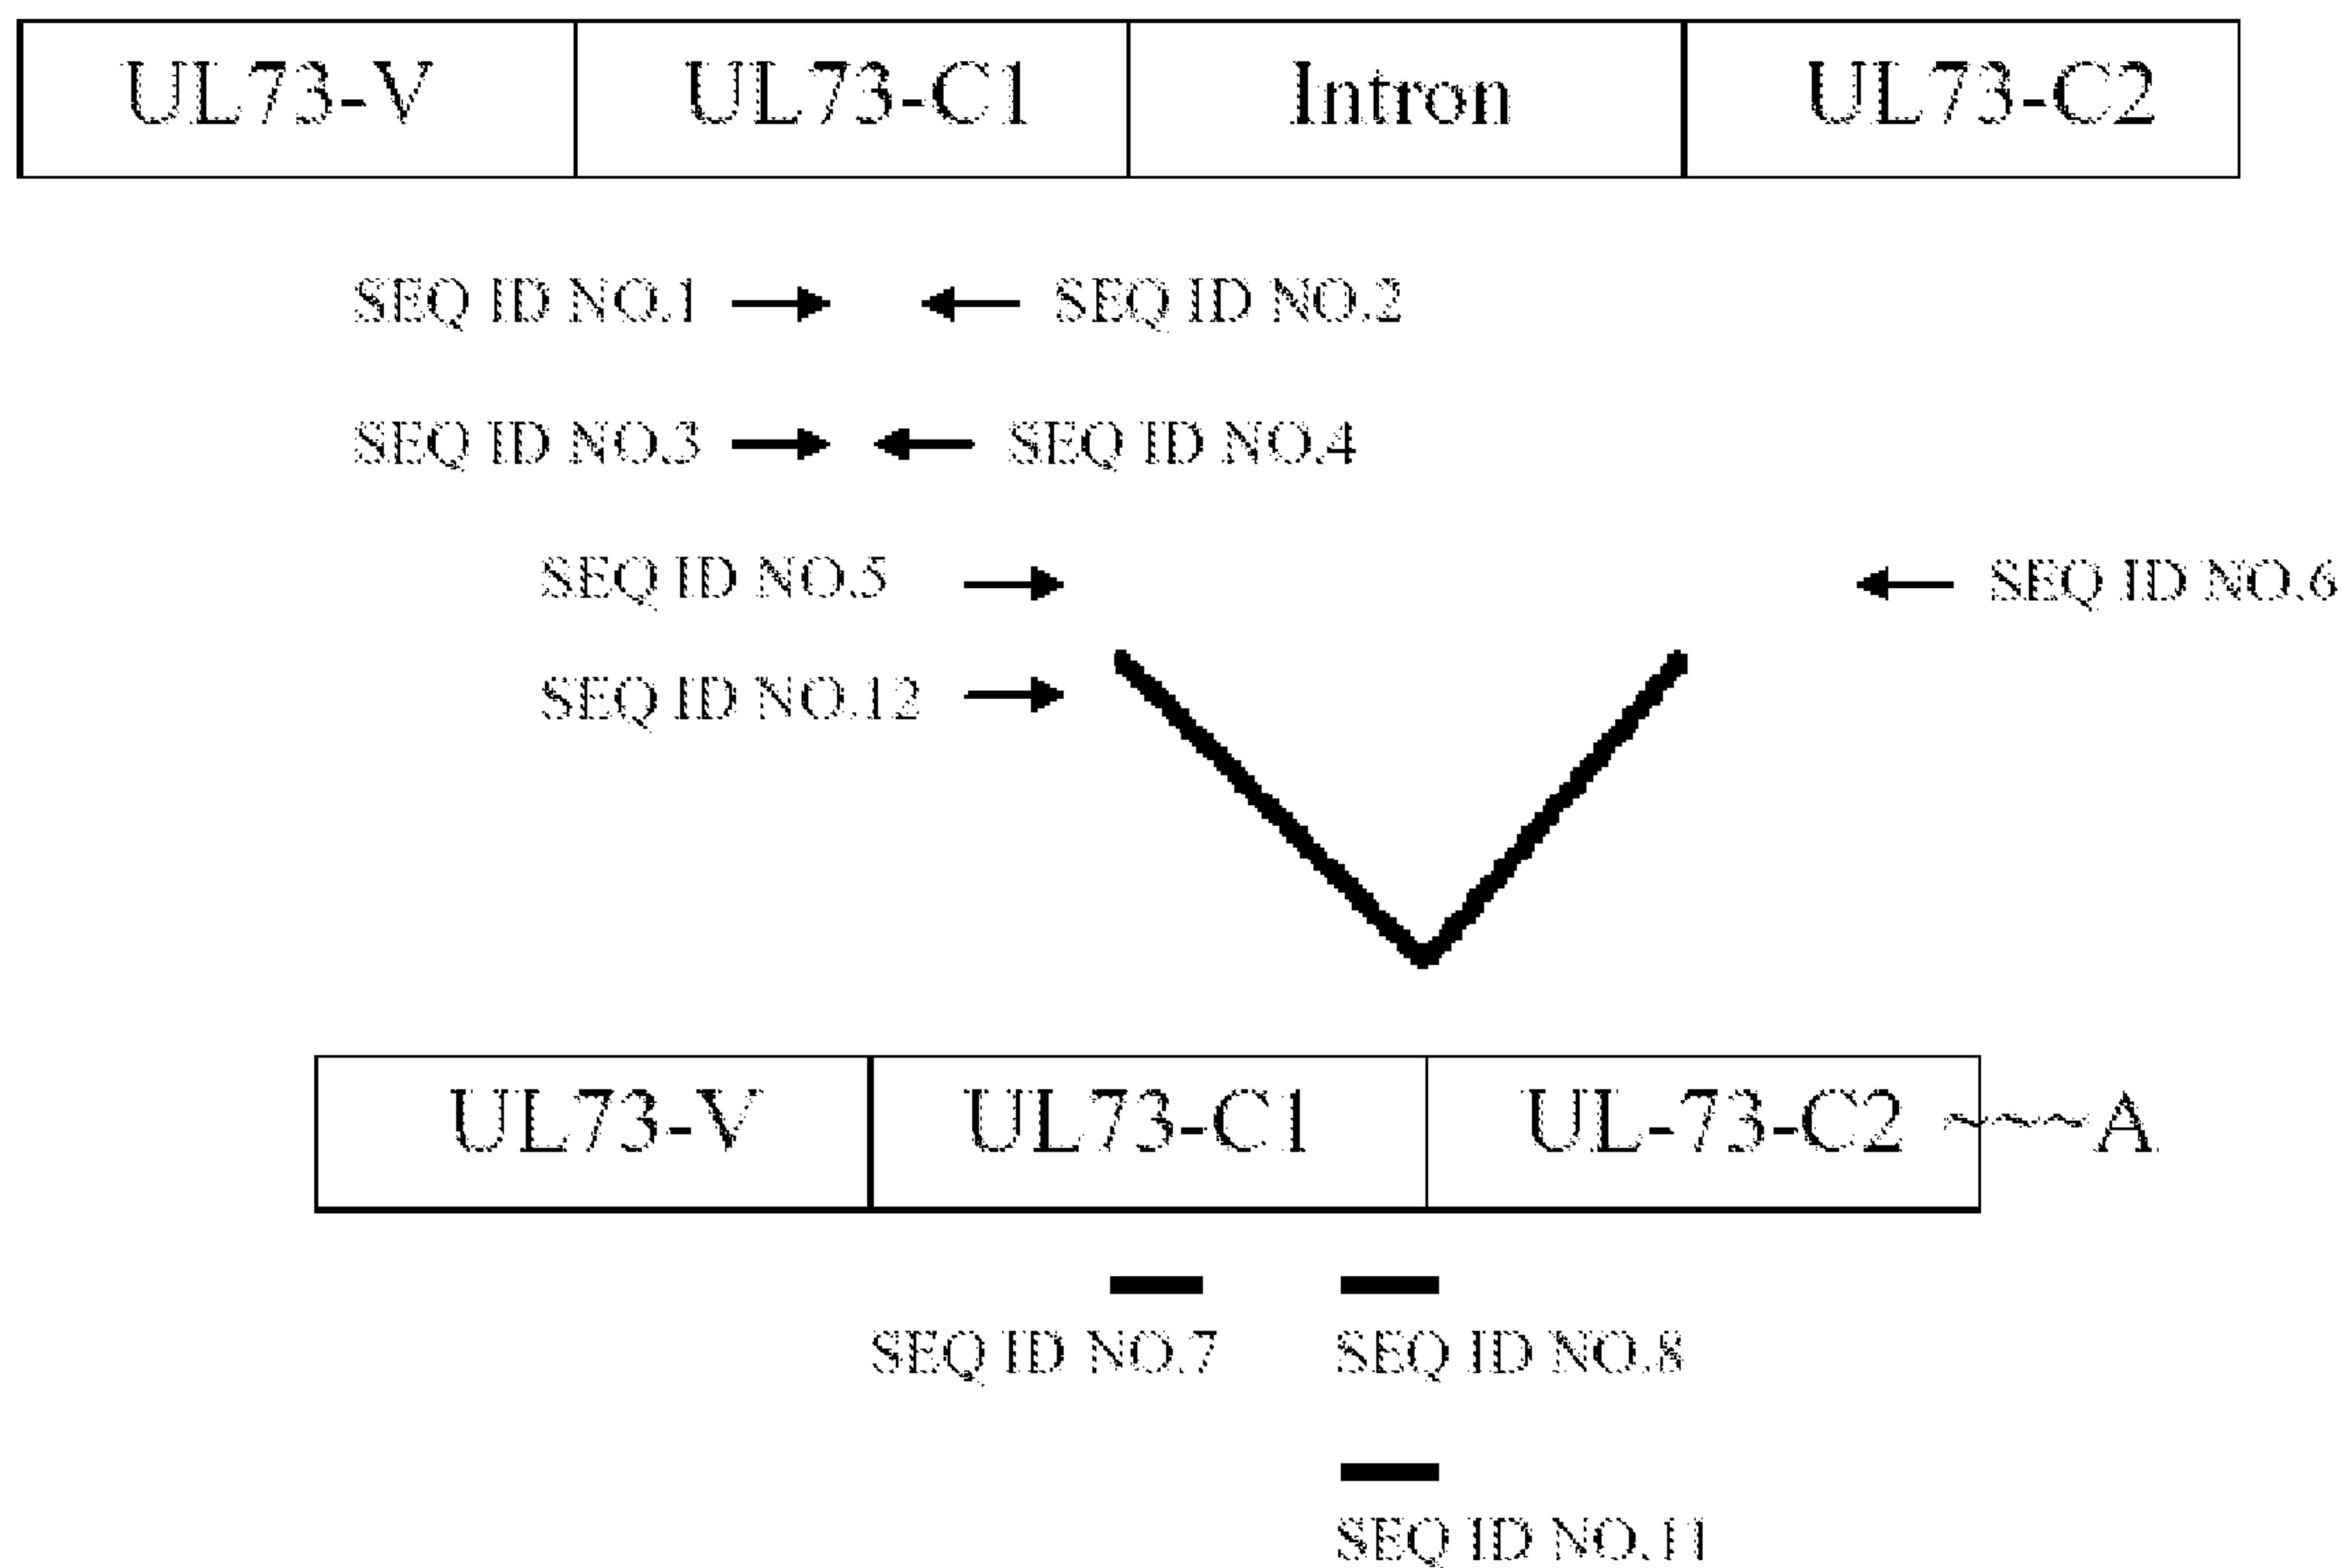 UL73-V UL73-C1 Intron UL73-C2
SEQ ID NO.1 SEQ ID NO.2
SEQ ID NO.3 SEQ ID NO.4
SEQ ID NO.5 SEQ ID NO.6
SEQ ID NO.12
UL73-V UL73-C1 UL-73-C2 ~~~A
SEQ ID NO.7 SEQ ID NO.8
SEQ ID NO.11